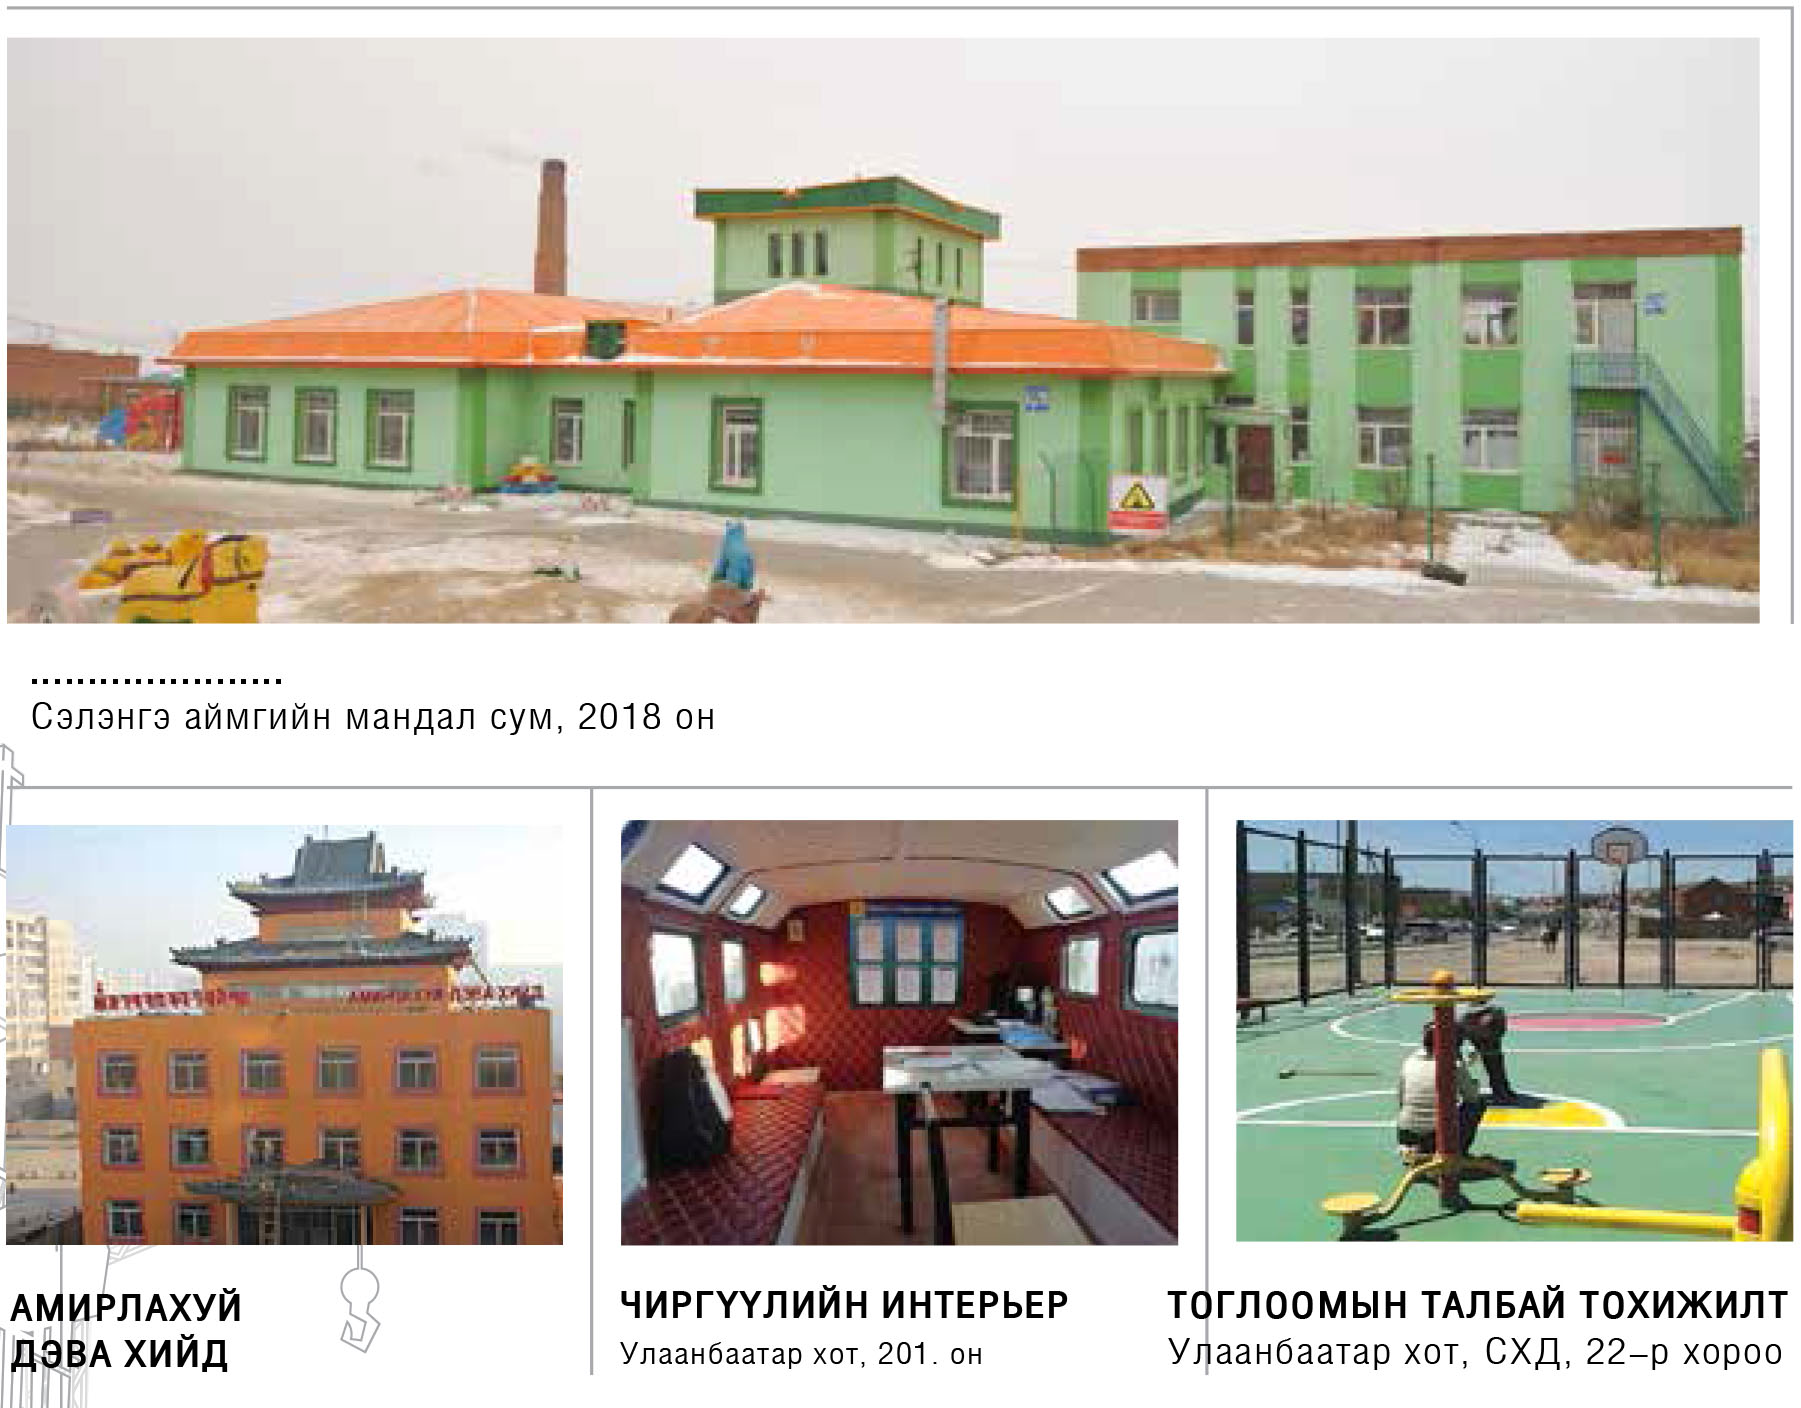 Сэлэнгэ аймгийн мандал сум, 2018 он
АМИРЛАХУЙ ДЭВА ХИЙД
АМИРЛАХУЙ
ДЭВА ХИЙД
ЧИРГҮҮЛИЙН ИНТЕРЬЕР
Улаанбаатар хот, 201. он
ТОГЛООМЫН ТАЛБАЙ ТОХИЖИЛТ
Улаанбаатар хот, СХД, 22–р хороо